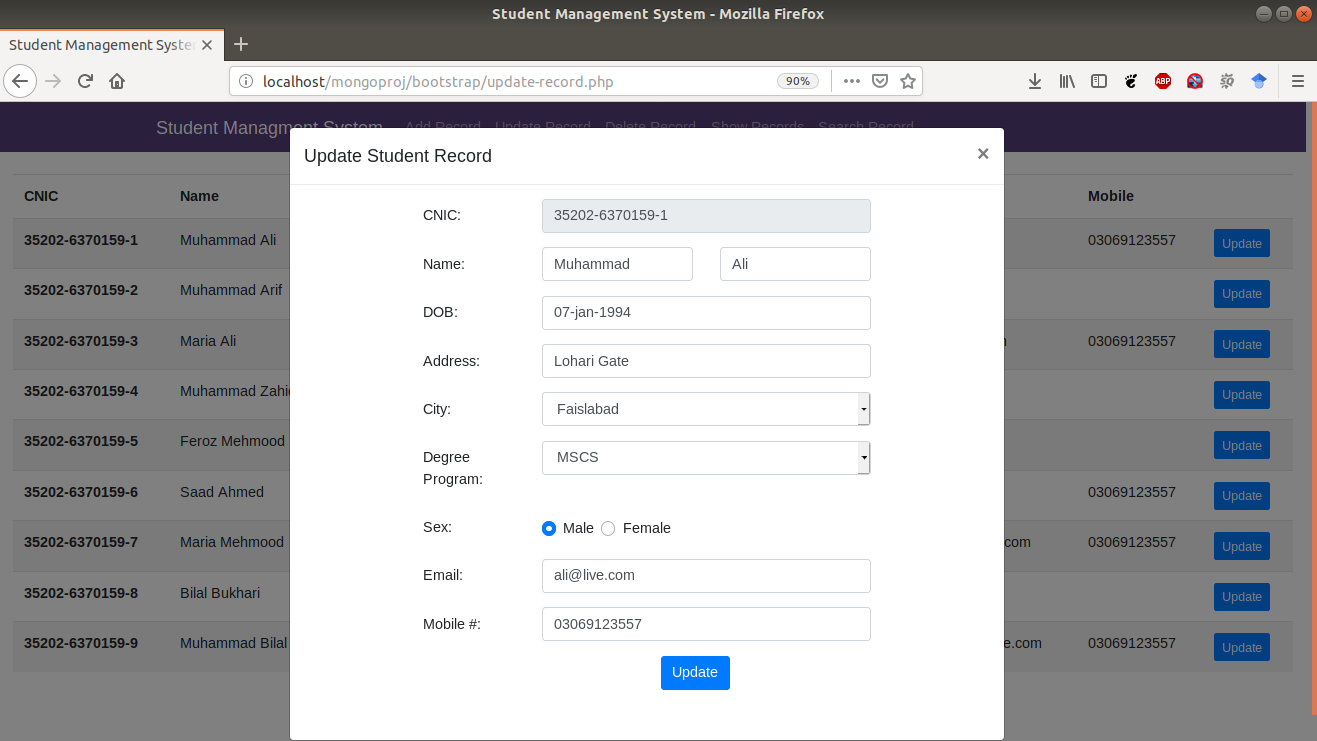 Student Management System - Mozilla Firefox
Student Management Syste
localhost/mongoproj/bootstrap/update-record.php 90% ABP
Student Managment System Add Record Update Record Delete Record Show Records Search Record
Update Student Record ×
CNIC Name Mobile
CNIC: 35202-6370159-1
Name: Muhammad Ali
DOB: 07-jan-1994
Address: Lohari Gate
City: Faislabad
Degree Program: MSCS
Sex: Male Female
Email: ali@live.com
Mobile #: 03069123557
Update
35202-6370159-1 Muhammad Ali 03069123557 Update
35202-6370159-2 Muhammad Arif Update
35202-6370159-3 Maria Ali 03069123557 Update
35202-6370159-4 Muhammad Zahi Update
35202-6370159-5 Feroz Mehmood Update
35202-6370159-6 Saad Ahmed 03069123557 Update
35202-6370159-7 Maria Mehmood com 03069123557 Update
35202-6370159-8 Bilal Bukhari Update
35202-6370159-9 Muhammad Bilal e.com 03069123557 Update